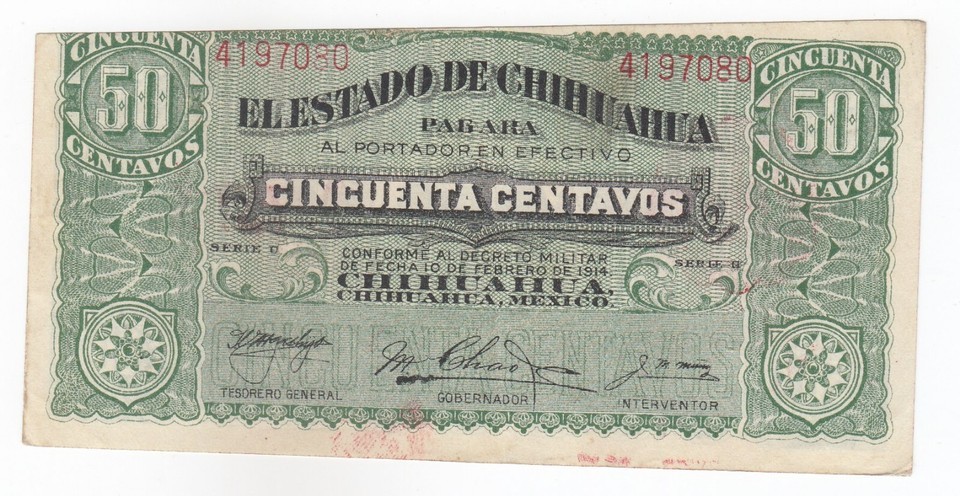 CINCUENTA
50
CENTAVOS
4197080
4197080
CINCUENTA
50
CENTAVOS
EL ESTADO DE CHIHUAHUA
PAGARA
AL PORTADOR EN EFECTIVO
CINCUENTA CENTAVOS
SERIE
CONFORME AL DECRETO MILITAR
DE FECHA 10 DE FEBRERO DE 1914
SERIE
CHIHUAHUA,
CHIHUAHUA, MEXICO.
CINCUENTA CENTAVOS
M. Chao
TESORERO GENERAL
GOBERNADOR
INTERVENTOR